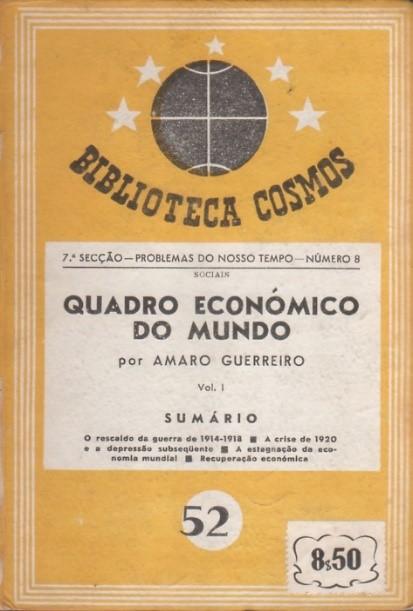 BIBLIOTECA COSMOS
7.ª SECÇÃO — PROBLEMAS DO NOSSO TEMPO — NÚMERO 8
SOCIAIS
QUADRO ECONÓMICO
DO MUNDO
por AMARO GUERREIRO
Vol. I
SUMÁRIO
O rescaldo da guerra de 1914-1918 ■ A crise de 1920
e a depressão subseqüente ■ A estegnação da eco-
nomia mundial ■ Recuperação económica
52
8$50